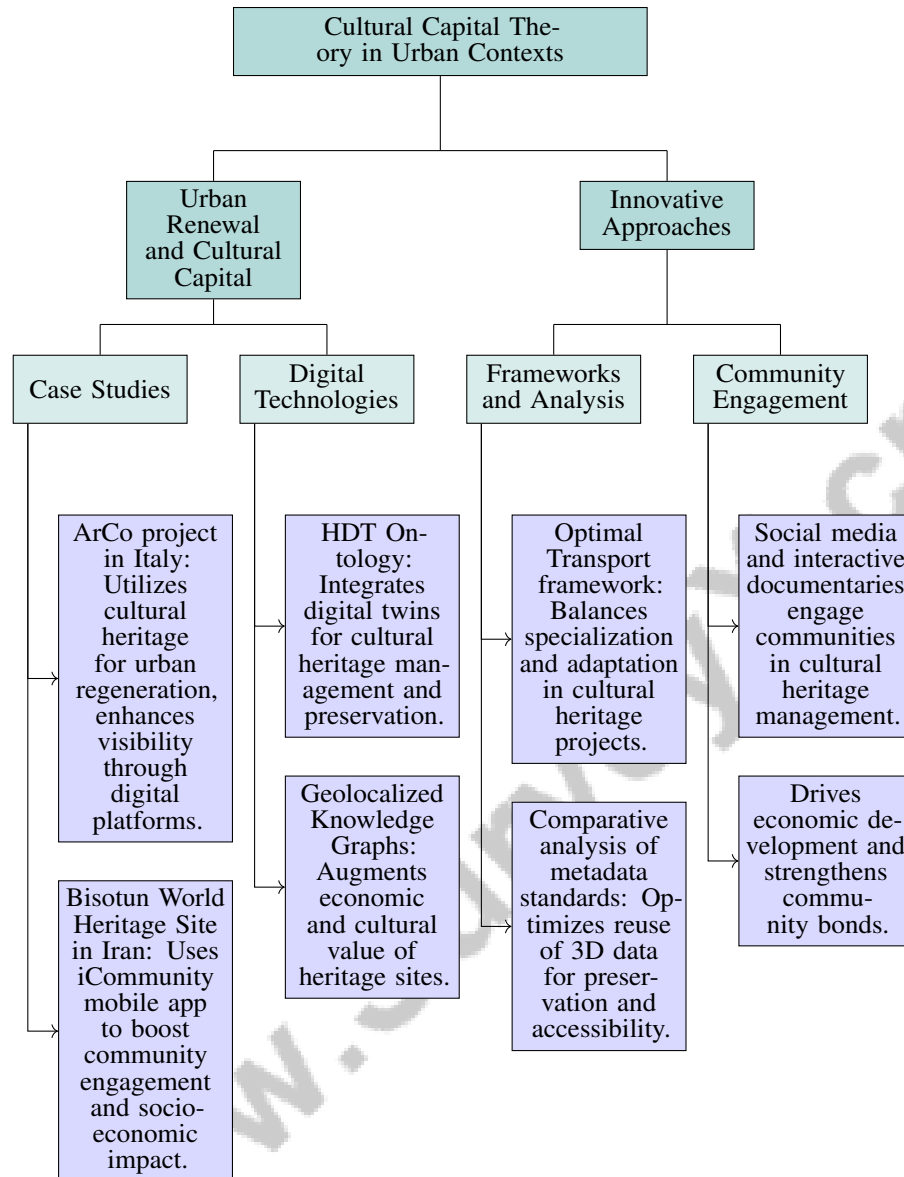 Cultural Capital The-
ory in Urban Contexts
Urban
Renewal
and Cultural
Capital
Innovative
Approaches
Case Studies
Digital
Technologies
Frameworks
and Analysis
Community
Engagement
ArCo project
in Italy:
Utilizes
cultural
heritage
for urban
regeneration,
enhances
visibility
through
digital
platforms.
Bisotun World
Heritage Site
in Iran: Uses
iCommunity
mobile app
to boost
community
engagement
and socio-
economic
impact.
HDT On-
tology:
Integrates
digital twins
for cultural
heritage man-
agement and
preservation.
Geolocalized
Knowledge
Graphs:
Augments
economic
and cultural
value of
heritage sites.
Optimal
Transport
framework:
Balances
specialization
and adaptation
in cultural
heritage
projects.
Comparative
analysis of
metadata
standards: Op-
timizes reuse
of 3D data
for preser-
vation and
accessibility.
Social media
and interactive
documentaries
engage
communities
in cultural
heritage
management.
Drives
economic de-
velopment and
strengthens
commu-
nity bonds.